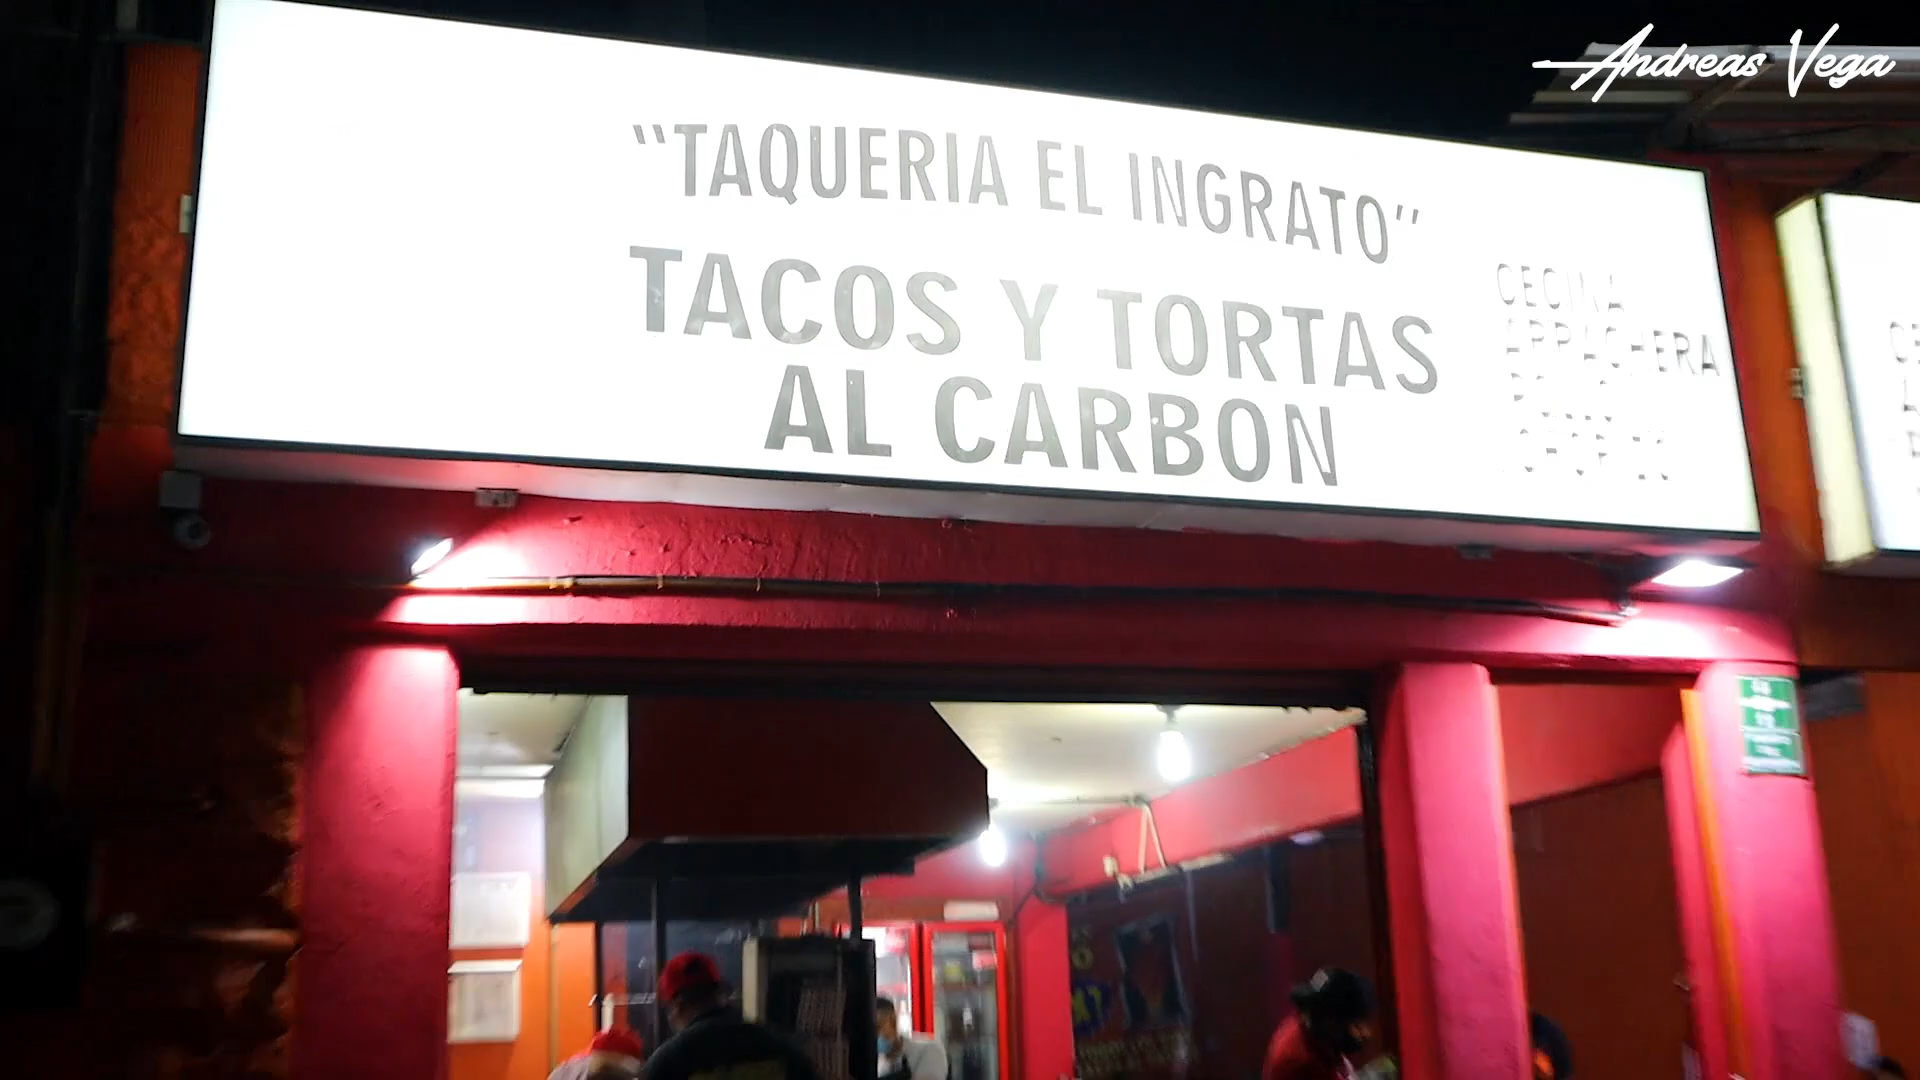 Andreas Vega
"TAQUERIA EL INGRATO"
TACOS Y TORTAS
AL CARBON
CECINA
ARRACHERA